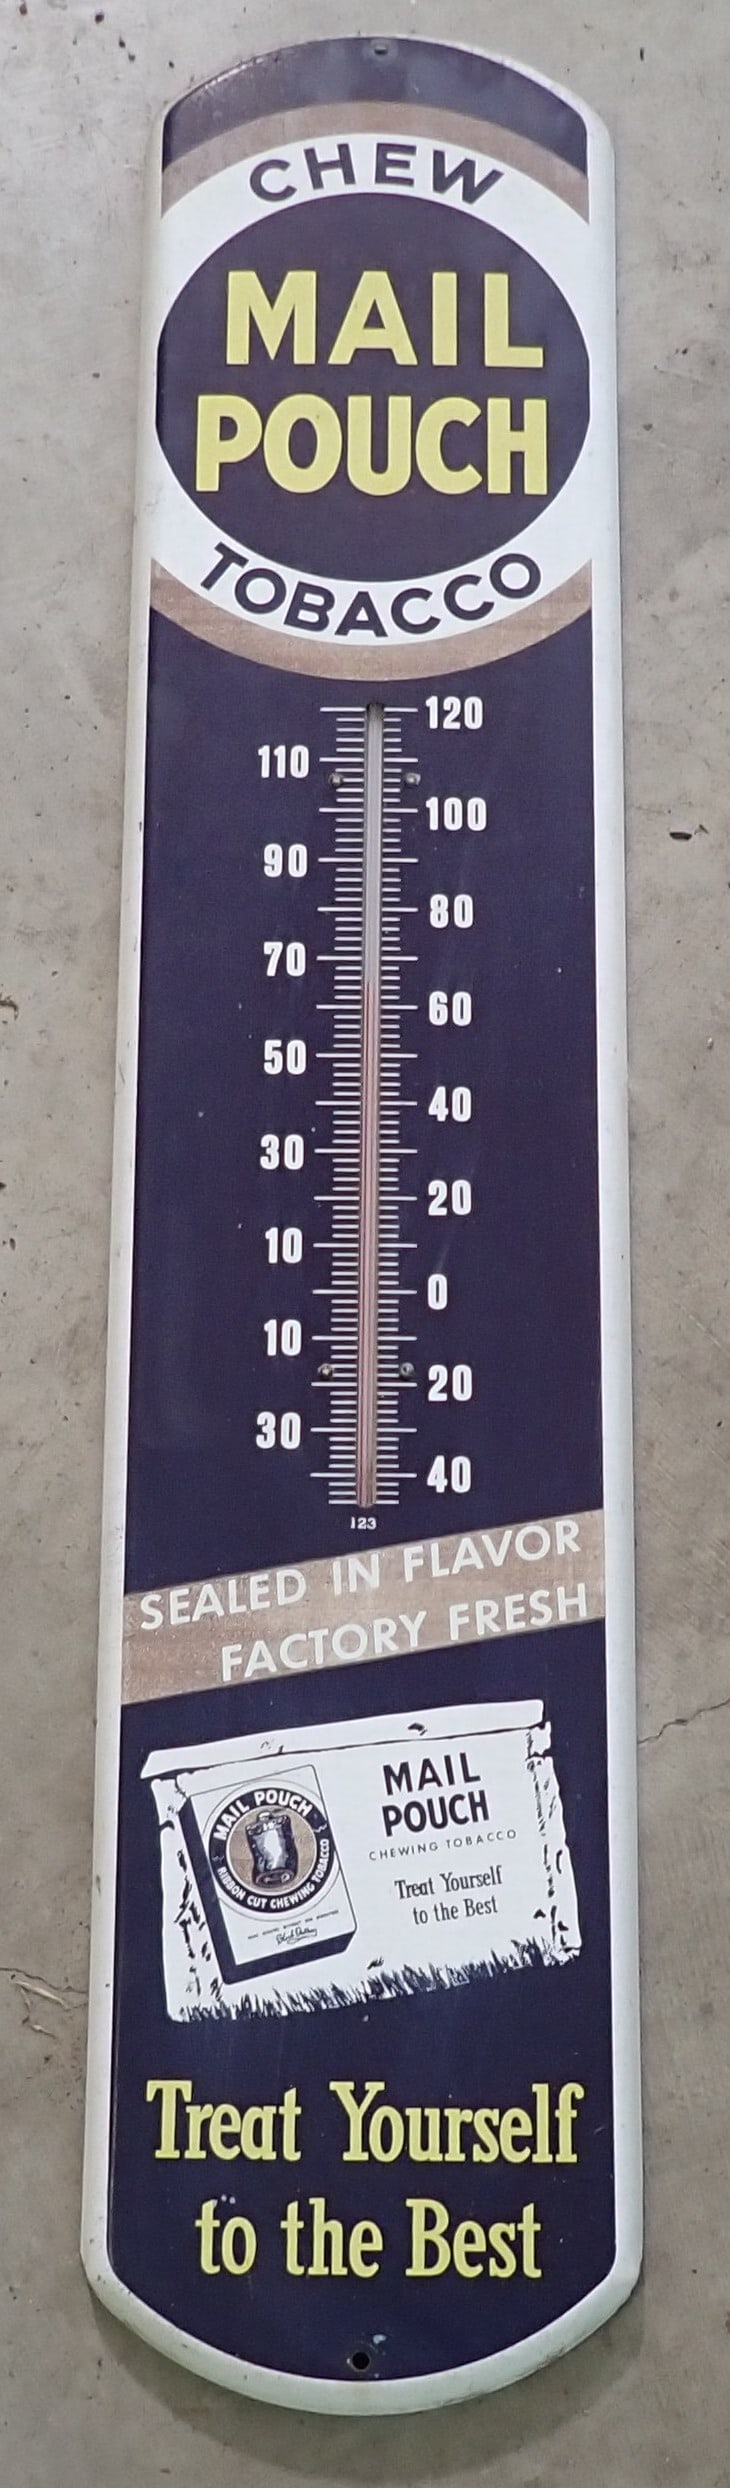 CHEW
MAIL
POUCH
TOBACCO
120
110
100
90
80
70
60
50
40
30
20
10
0
10
20
30
40
123
SEALED IN FLAVOR
FACTORY FRESH
MAIL
POUCH
CHEWING TOBACCO
Treat Yourself
to the Best
MAIL POUCH
RIBBON CUT CHEWING TOBACCO
Treat Yourself
to the Best